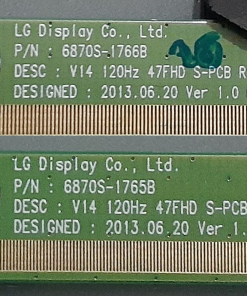 LG Display Co., Ltd.
P/N : 6870S-1766B
DESC : V14 120Hz 47FHD S-PCB R
DESIGNED : 2013.06.20 Ver 1.0
LG Display Co., Ltd.
P/N : 6870S-1765B
DESC : V14 120Hz 47FHD S-PCB
DESIGNED : 2013.06.20 Ver 1.